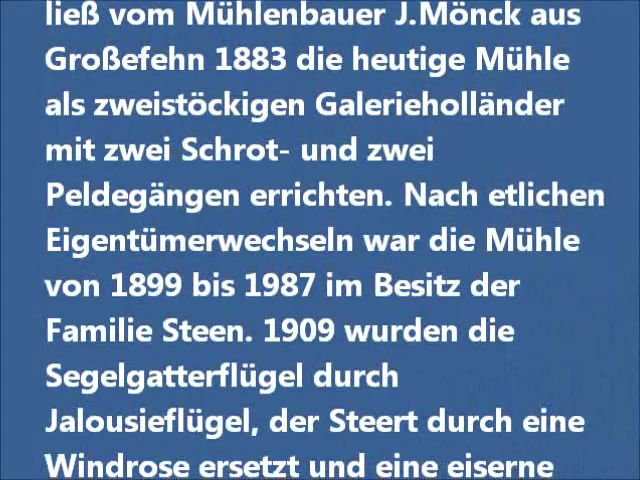 ließ vom Mühlenbauer J.Mönck aus
Großefehn 1883 die heutige Mühle
als zweistöckigen Galerieholländer
mit zwei Schrot- und zwei
Peldegängen errichten. Nach etlichen
Eigentümerwechseln war die Mühle
von 1899 bis 1987 im Besitz der
Familie Steen. 1909 wurden die
Segelgatterflügel durch
Jalousieflügel, der Steert durch eine
Windrose ersetzt und eine eiserne